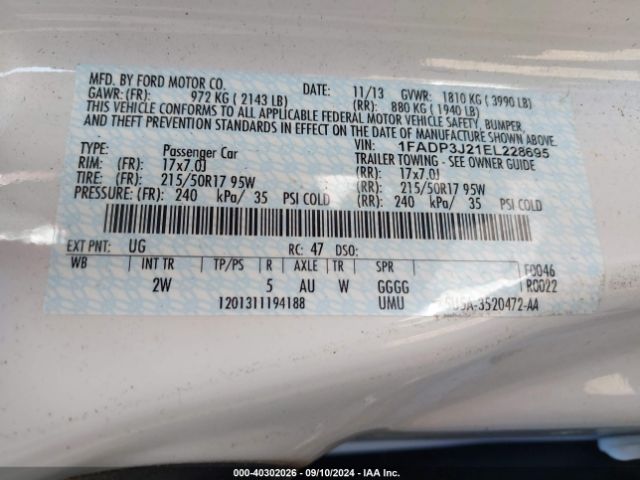 MFD. BY FORD MOTOR CO. DATE: 11/13 GVWR: 1810 KG ( 3990 LB)
GAWR: (FR): 972 KG ( 2143 LB) (RR): 880 KG ( 1940 LB)
THIS VEHICLE CONFORMS TO ALL APPLICABLE FEDERAL MOTOR VEHICLE SAFETY, BUMPER,
AND THEFT PREVENTION STANDARDS IN EFFECT ON THE DATE OF MANUFACTURE SHOWN ABOVE.
VIN: 1FADP3J21EL228695
TYPE: Passenger Car TRAILER TOWING - SEE OWNER GUIDE
RIM: (FR): 17x7.0J (RR): 17x7.0J
TIRE: (FR): 215/50R17 95W (RR): 215/50R17 95W
PRESSURE: (FR): 240 kPa/ 35 PSI COLD (RR): 240 kPa/ 35 PSI COLD
EXT PNT: UG RC: 47 DSO:
WB INT TR TP/PS R AXLE TR SPR F0046
2W 5 AU W GGGG R0022
1201311194188 UMU -3520472-AA
000-40302026 - 09/10/2024 - IAA Inc.